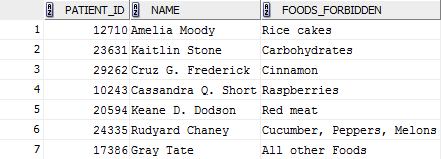 PATIENT_ID NAME FOODS_FORBIDDEN
1 12710 Amelia Moody Rice cakes
2 23631 Kaitlin Stone Carbohydrates
3 29262 Cruz G. Frederick Cinnamon
4 10243 Cassandra Q. Short Raspberries
5 20594 Keane D. Dodson Red meat
6 24335 Rudyard Chaney Cucumber, Peppers, Melons
7 17386 Gray Tate All other Foods